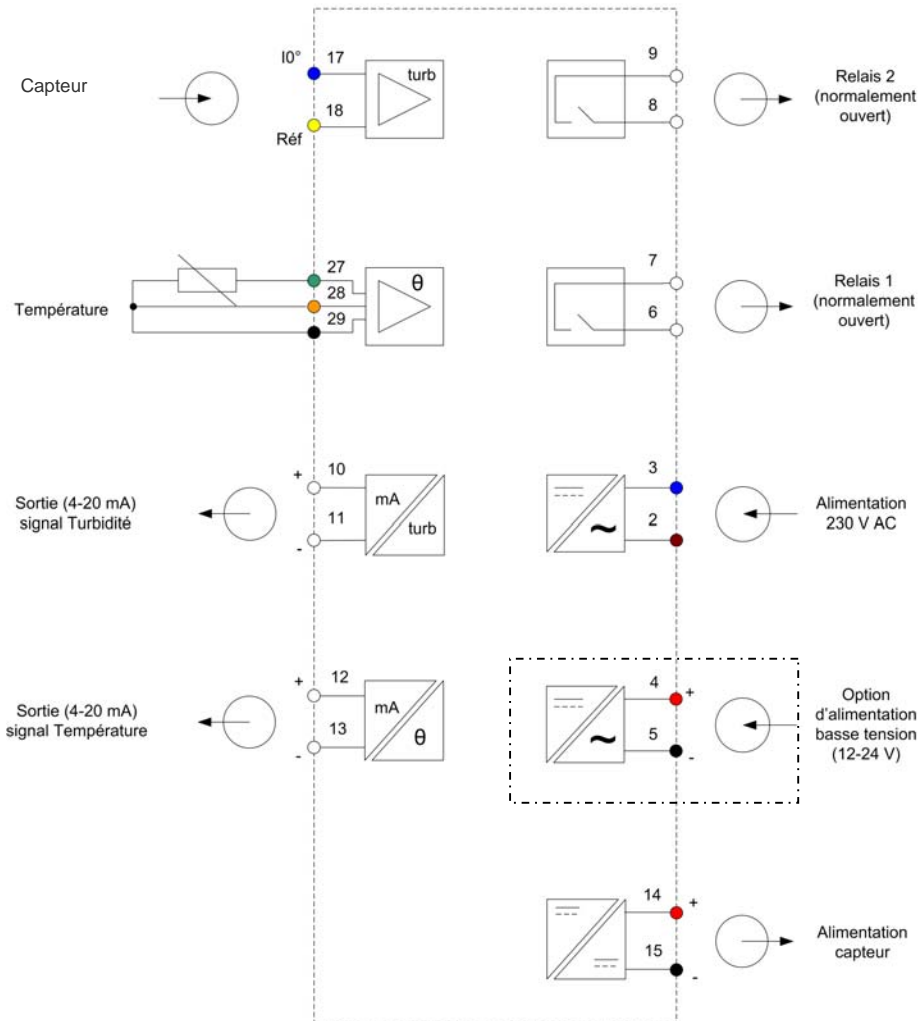 Capteur
I0°
17
turb
18
Réf
9
8
Relais 2
(normalement
ouvert)
Température
27
28
29
θ
7
6
Relais 1
(normalement
ouvert)
Sortie (4-20 mA)
signal Turbidité
+
10
11
-
mA
turb
3
2
~
Alimentation
230 V AC
Sortie (4-20 mA)
signal Température
+
12
13
-
mA
θ
4
+
5
-
~
Option
d'alimentation
basse tension
(12-24 V)
14
+
15
-
Alimentation
capteur